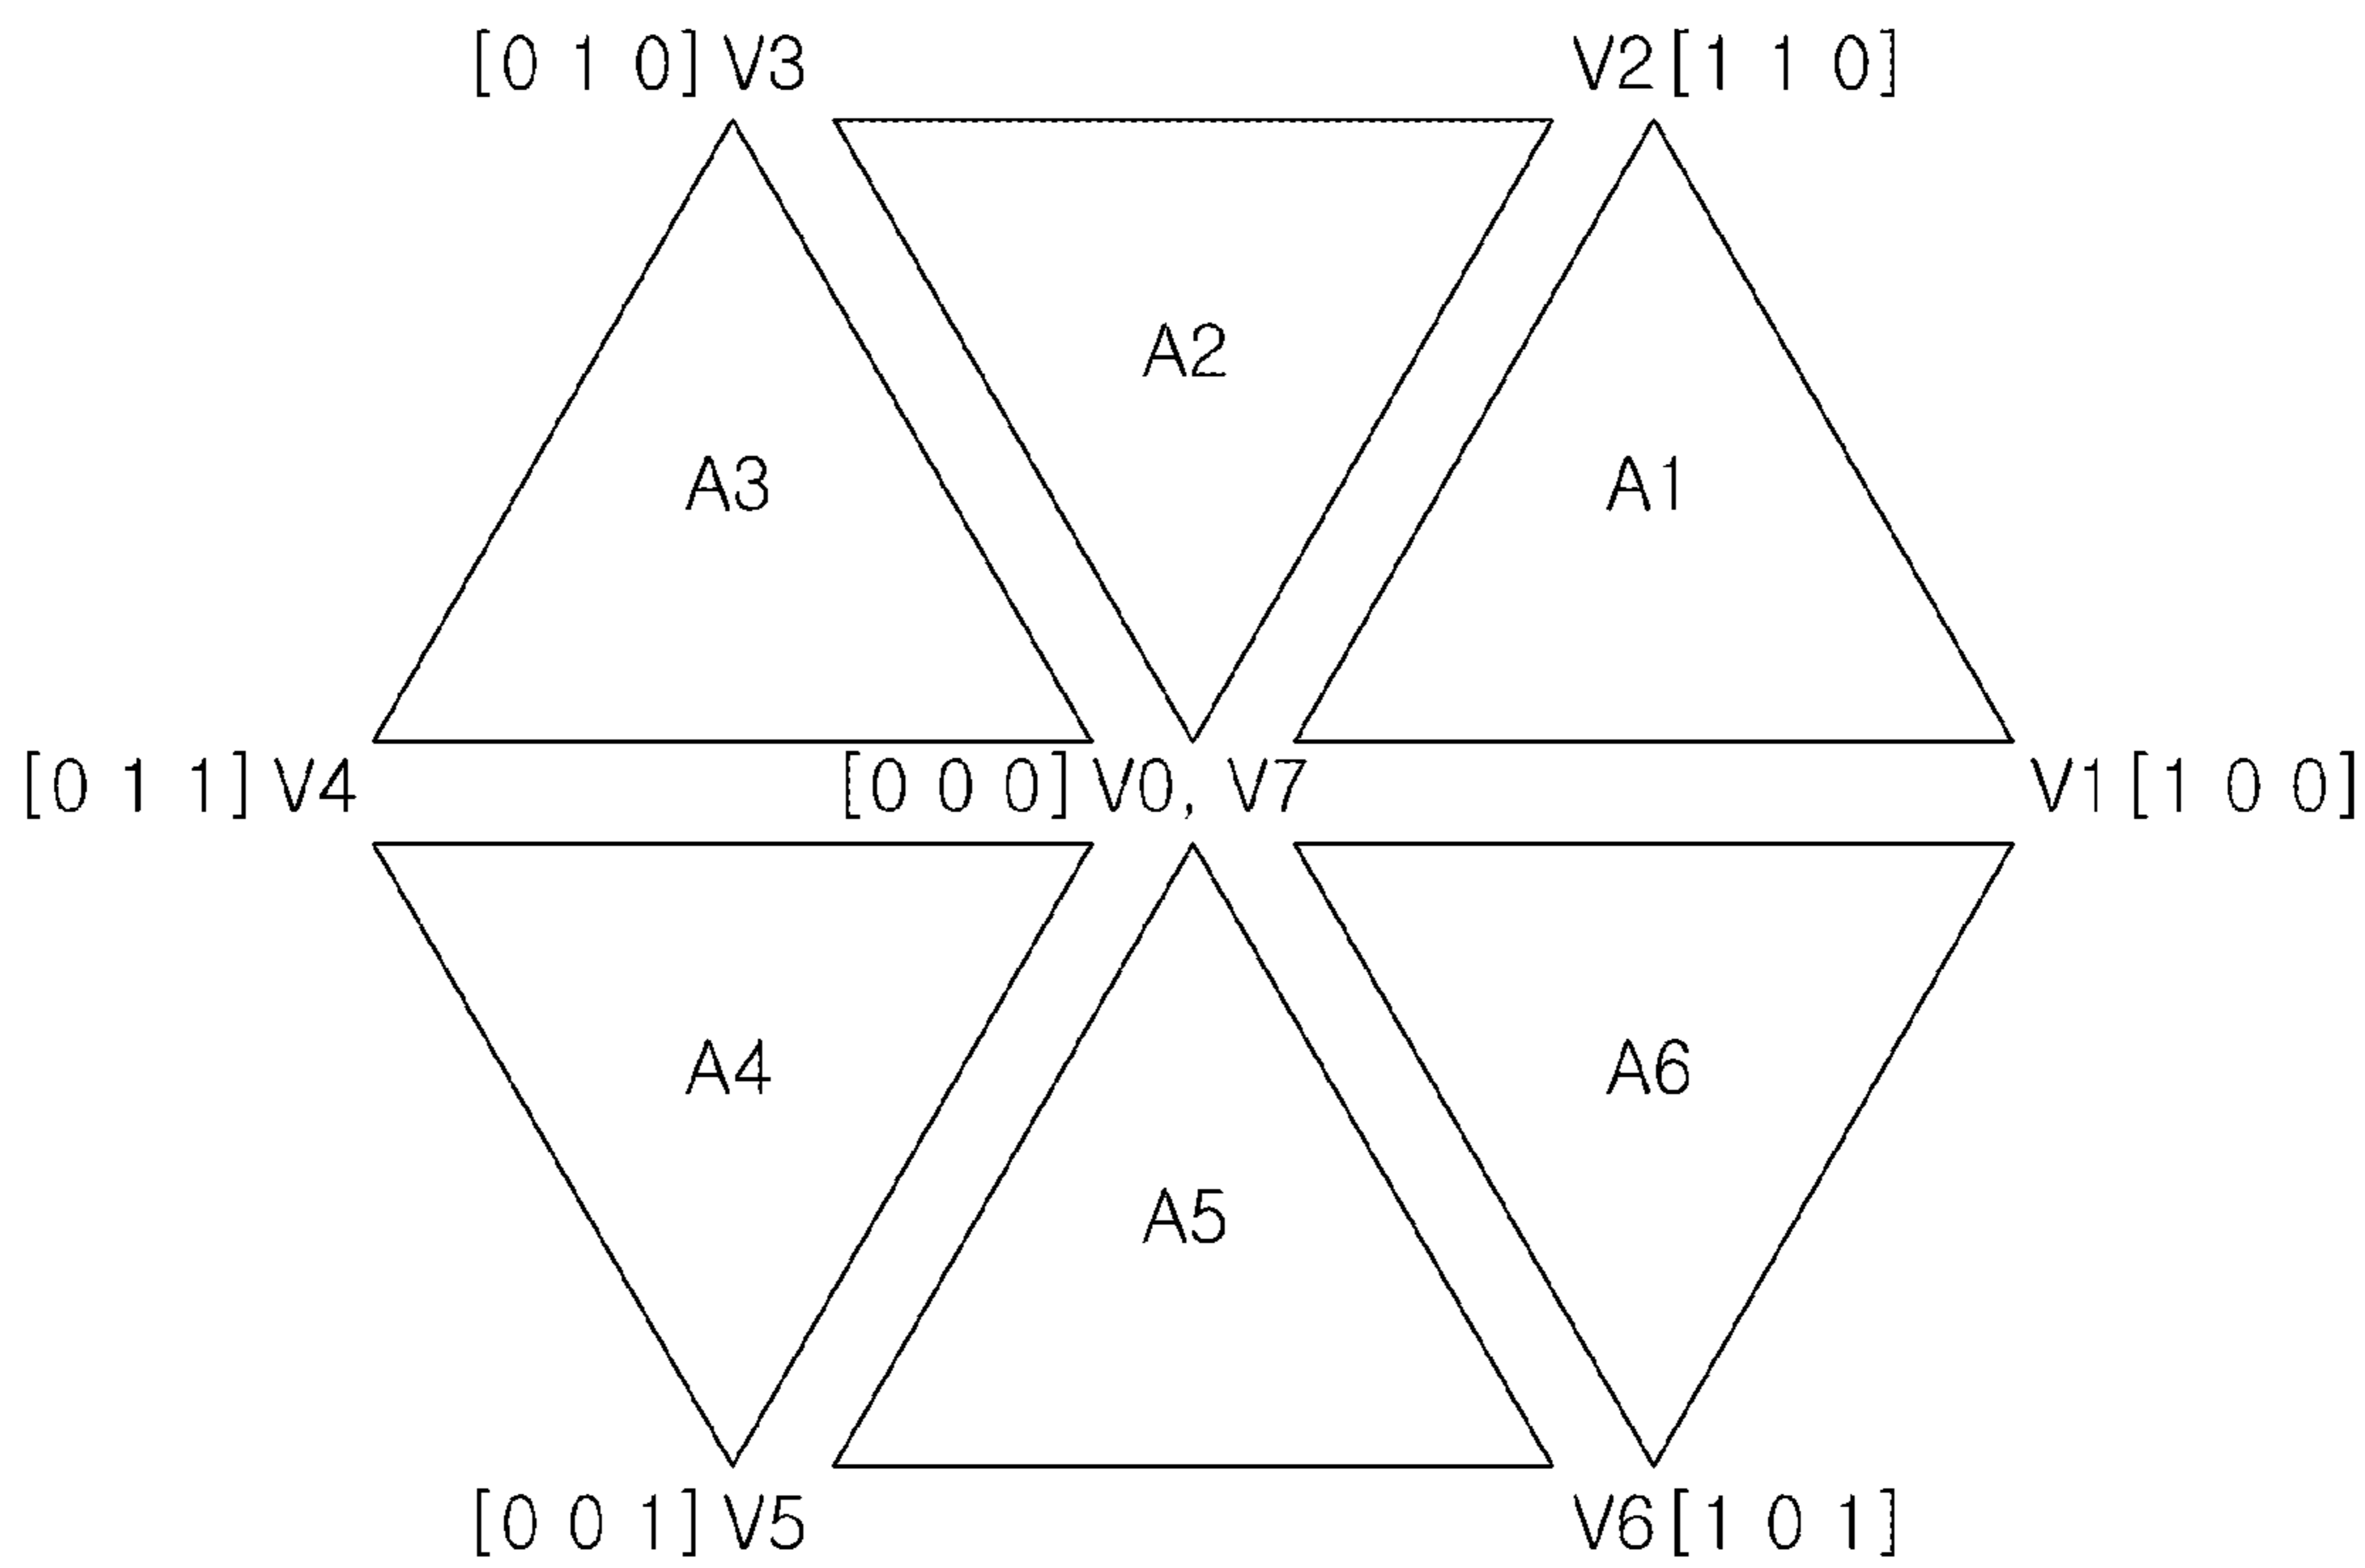 [0 1 0]V3 V2[1 1 0]
A2
A3 A1
[0 1 1]V4 [0 0 0]V0, V7 V1[1 0 0]
A4 A6
A5
[0 0 1]V5 V6[1 0 1]